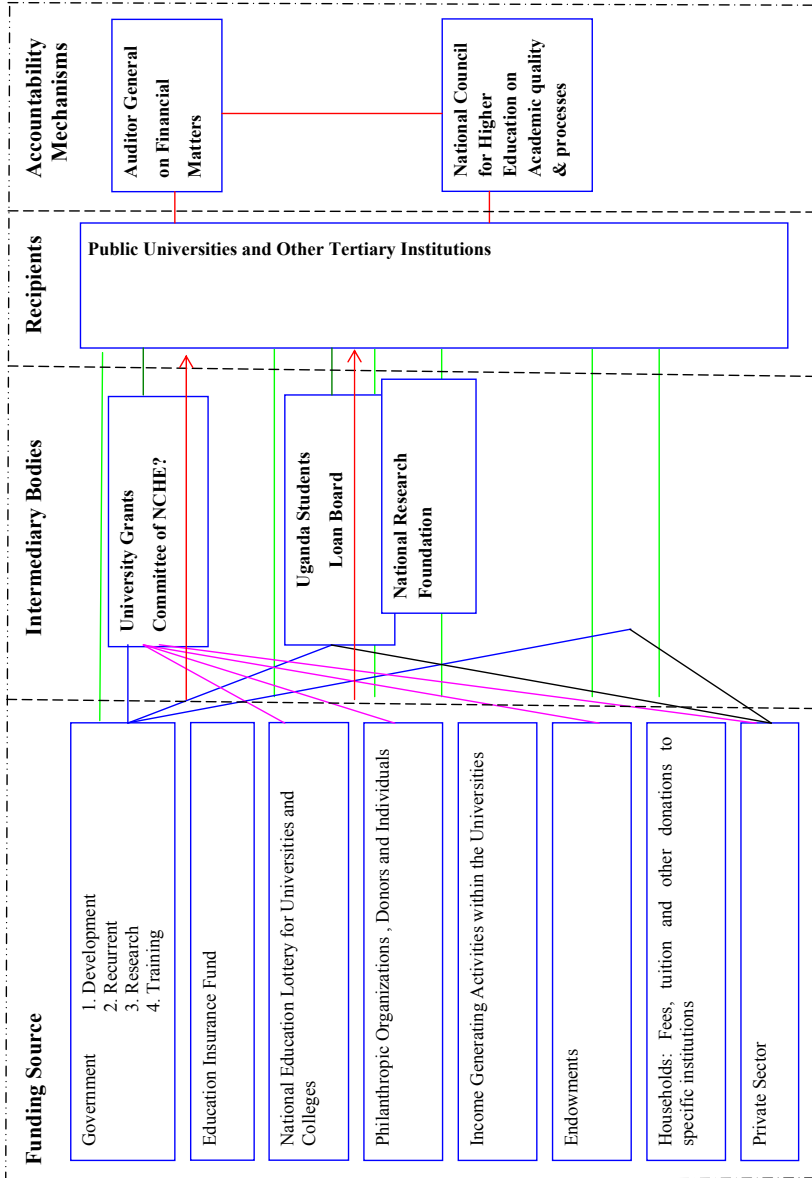 Funding Source
Government 1. Development
2. Recurrent
3. Research
4. Training
Education Insurance Fund
National Education Lottery for Universities and
Colleges
Philanthropic Organizations , Donors and Individuals
Income Generating Activities within the Universities
Endowments
Households: Fees, tuition and other donations to
specific institutions
Private Sector
Intermediary Bodies
University Grants
Committee of NCHE?
Uganda Students
Loan Board
National Research
Foundation
Recipients
Public Universities and Other Tertiary Institutions
Accountability
Mechanisms
Auditor General
on Financial
Matters
National Council
for Higher
Education on
Academic quality
& processes